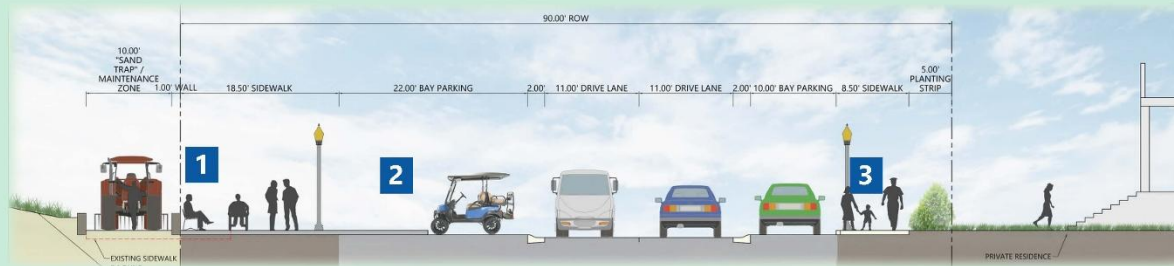 90.00' ROW
10.00'
"SAND
TRAP" /
MAINTENANCE
ZONE
1.00' WALL
18.50' SIDEWALK
22.00' BAY PARKING
2.00'
11.00' DRIVE LANE
11.00' DRIVE LANE
2.00'
10.00' BAY PARKING
8.50' SIDEWALK
5.00'
PLANTING
STRIP
1
2
3
EXISTING SIDEWALK
PRIVATE RESIDENCE